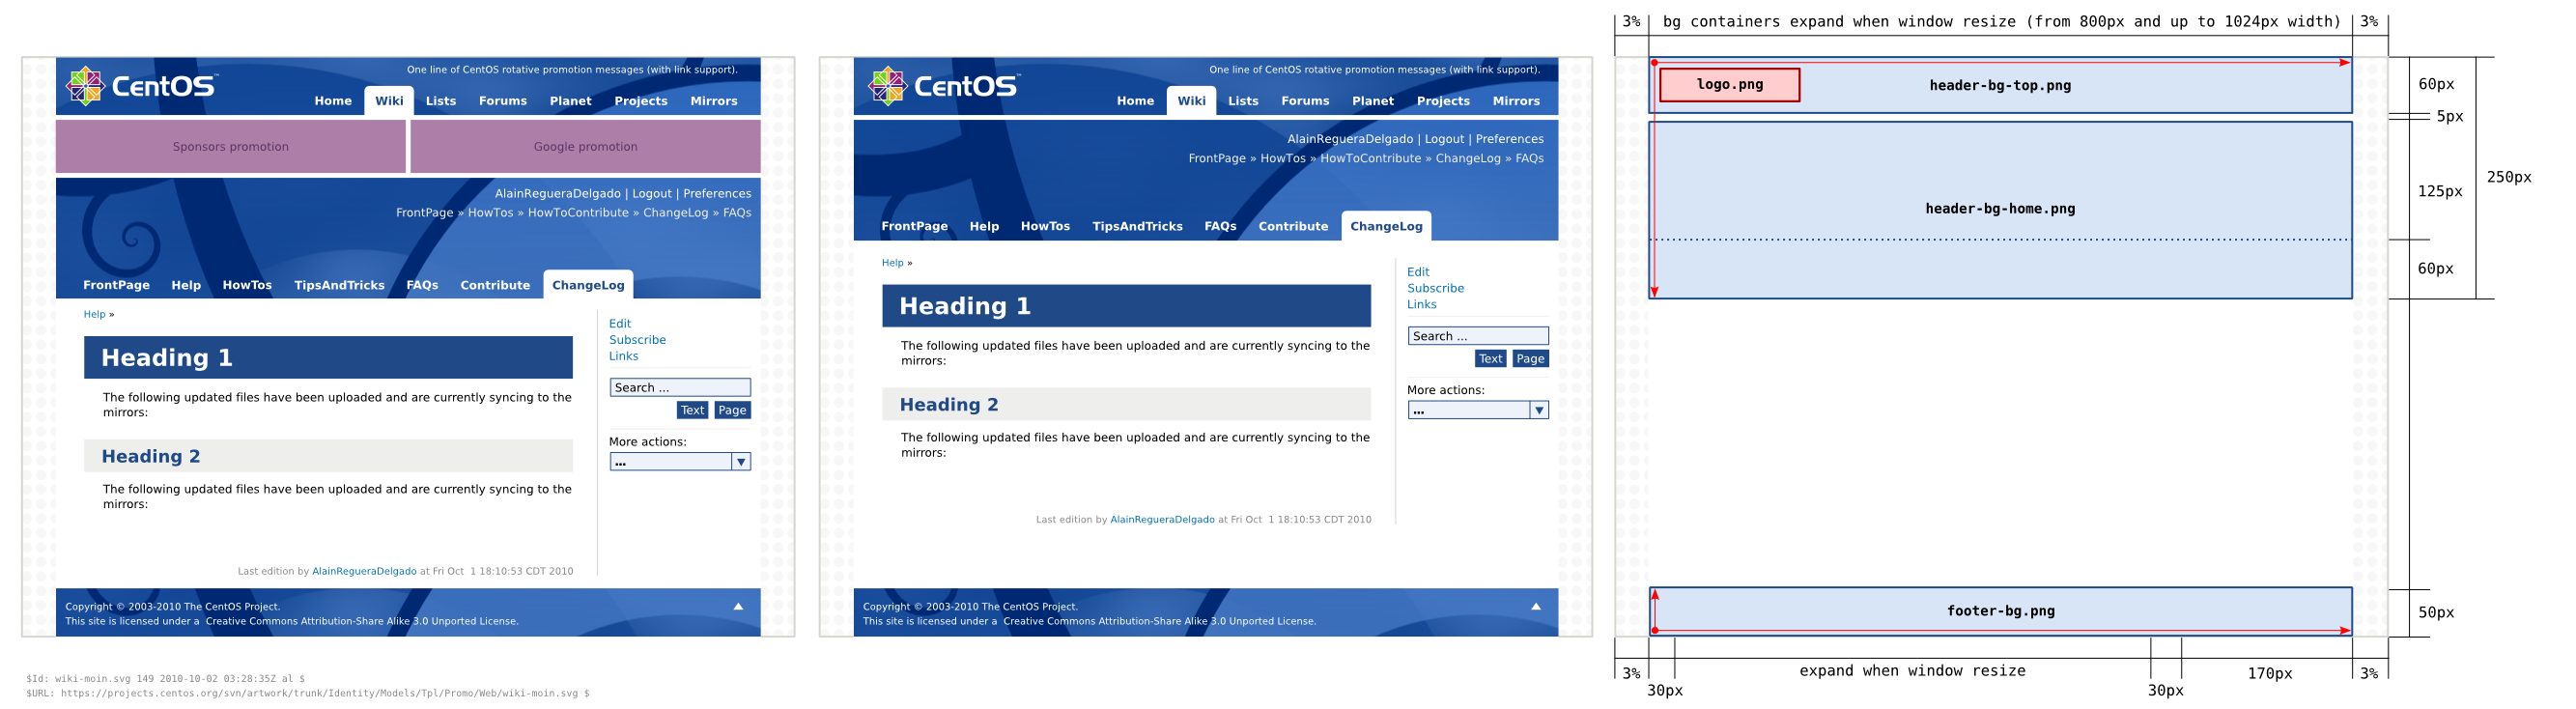 One line of CentOS rotative promotion messages (with link support).
CentOS™
Home Wiki Lists Forums Planet Projects Mirrors
Sponsors promotion Google promotion
AlainRegueraDelgado | Logout | Preferences
FrontPage » HowTos » HowToContribute » ChangeLog » FAQs
FrontPage Help HowTos TipsAndTricks FAQs Contribute ChangeLog
Help »
Heading 1
The following updated files have been uploaded and are currently syncing to the
mirrors:
Heading 2
The following updated files have been uploaded and are currently syncing to the
mirrors:
Last edition by AlainRegueraDelgado at Fri Oct 1 18:10:53 CDT 2010
Edit
Subscribe
Links
Search ...
Text Page
More actions:
...
Copyright © 2003-2010 The CentOS Project.
This site is licensed under a Creative Commons Attribution-Share Alike 3.0 Unported License.
$Id: wiki-moin.svg 149 2010-10-02 03:28:35Z al $
$URL: https://projects.centos.org/svn/artwork/trunk/Identity/Models/Tpl/Promo/Web/wiki-moin.svg $
One line of CentOS rotative promotion messages (with link support).
CentOS™
Home Wiki Lists Forums Planet Projects Mirrors
AlainRegueraDelgado | Logout | Preferences
FrontPage » HowTos » HowToContribute » ChangeLog » FAQs
FrontPage Help HowTos TipsAndTricks FAQs Contribute ChangeLog
Help »
Heading 1
The following updated files have been uploaded and are currently syncing to the
mirrors:
Heading 2
The following updated files have been uploaded and are currently syncing to the
mirrors:
Last edition by AlainRegueraDelgado at Fri Oct 1 18:10:53 CDT 2010
Edit
Subscribe
Links
Search ...
Text Page
More actions:
...
Copyright © 2003-2010 The CentOS Project.
This site is licensed under a Creative Commons Attribution-Share Alike 3.0 Unported License.
3% bg containers expand when window resize (from 800px and up to 1024px width) 3%
logo.png header-bg-top.png 60px
5px
250px
125px
header-bg-home.png
60px
footer-bg.png 50px
3% expand when window resize 170px 3%
30px 30px